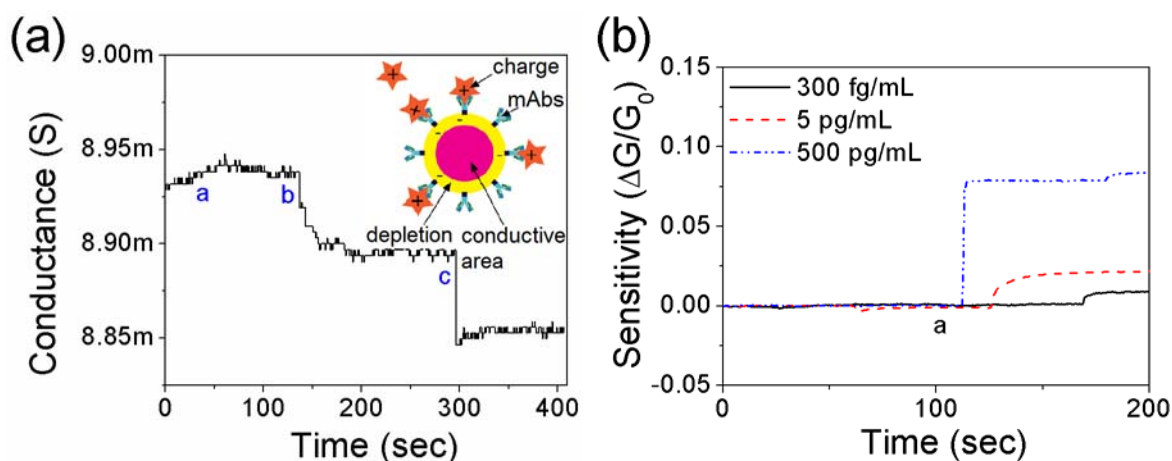 (a)
Conductance (S)
9.00m
8.95m
8.90m
8.85m
a
b
c
charge
mAbs
depletion
conductive
area
0
100
200
300
400
Time (sec)
(b)
Sensitivity (ΔG/G₀)
0.15
0.10
0.05
0.00
-0.05
300 fg/mL
5 pg/mL
500 pg/mL
a
0
100
200
Time (sec)